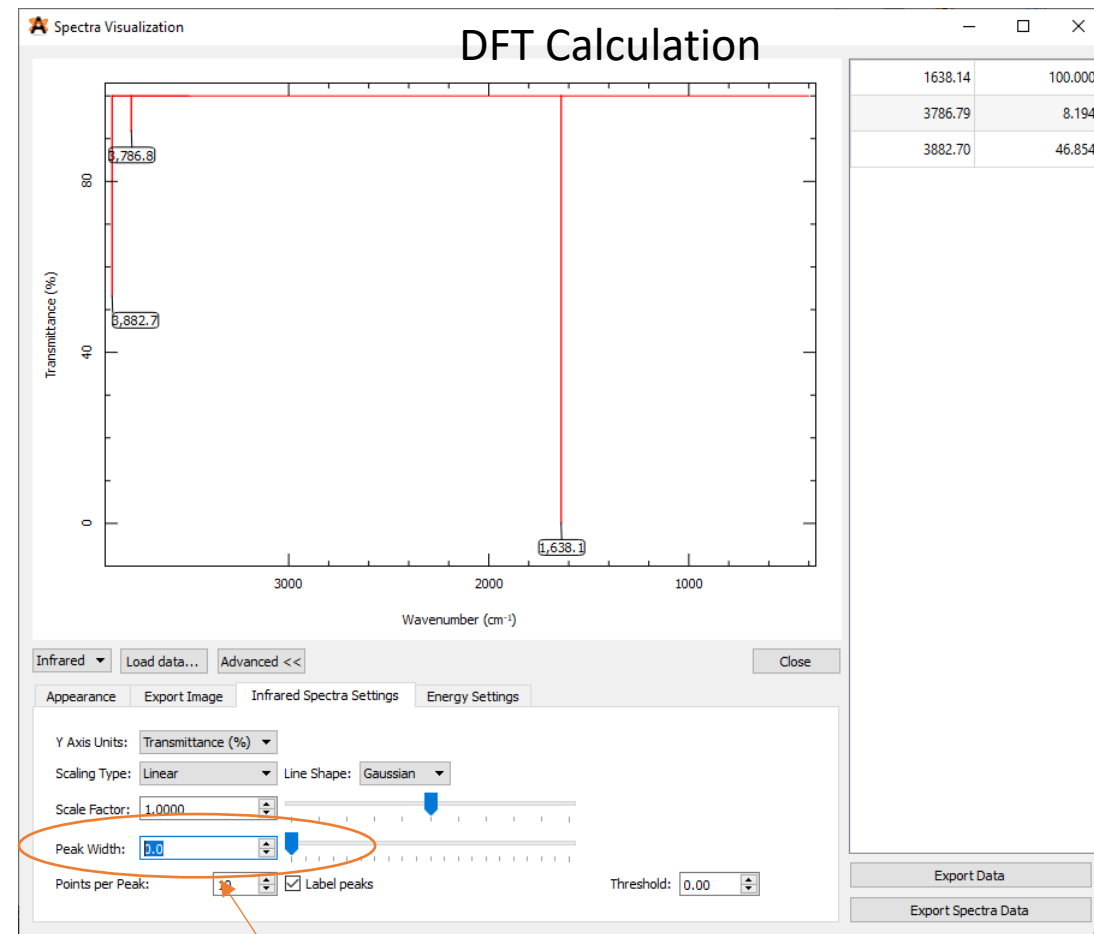 Spectra Visualization
DFT Calculation
1638.14 100.000
3786.79 8.194
3882.70 46.854
3,786.8
80
3,882.7
Transmittance (%)
40
0
1,638.1
3000 2000 1000
Wavenumber (cm⁻¹)
Infrared Load data... Advanced << Close
Appearance Export Image Infrared Spectra Settings Energy Settings
Y Axis Units: Transmittance (%)
Scaling Type: Linear Line Shape: Gaussian
Scale Factor: 1.0000
Peak Width: 0.0
Points per Peak: 10 Label peaks Threshold: 0.00
Export Data
Export Spectra Data